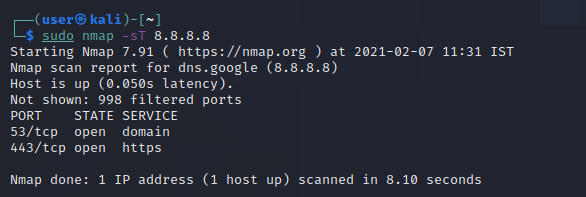 ┌──(user㉿kali)-[~]
└─$ sudo nmap -sT 8.8.8.8
Starting Nmap 7.91 ( https://nmap.org ) at 2021-02-07 11:31 IST
Nmap scan report for dns.google (8.8.8.8)
Host is up (0.050s latency).
Not shown: 998 filtered ports
PORT    STATE SERVICE
53/tcp  open  domain
443/tcp open  https

Nmap done: 1 IP address (1 host up) scanned in 8.10 seconds